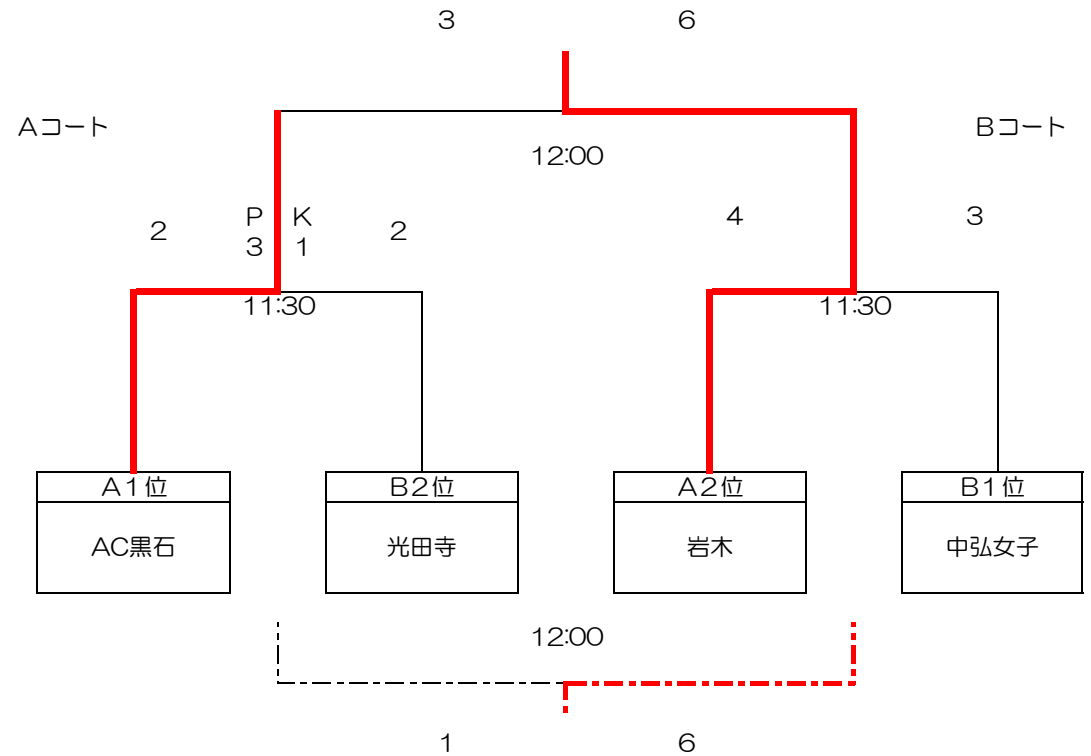 ３　６
Aコート　Bコート
12:00
２　P K　２　４　３
３ １
11:30　11:30
A１位　B２位　A２位　B１位
AC黒石　光田寺　岩木　中弘女子
12:00
１　６